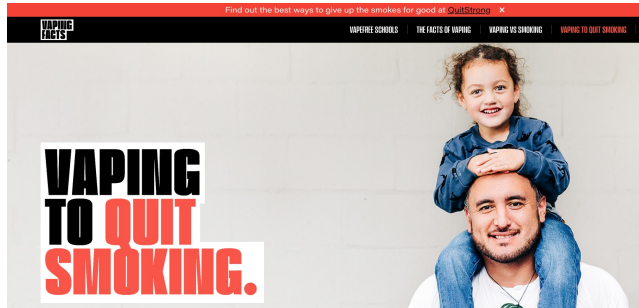 Find out the best ways to give up the smokes for good at QuitStrong ×
VAPING
FACTS
VAPEFREE SCHOOLS
THE FACTS OF VAPING
VAPING VS SMOKING
VAPING TO QUIT SMOKING
VAPING
TO QUIT
SMOKING.